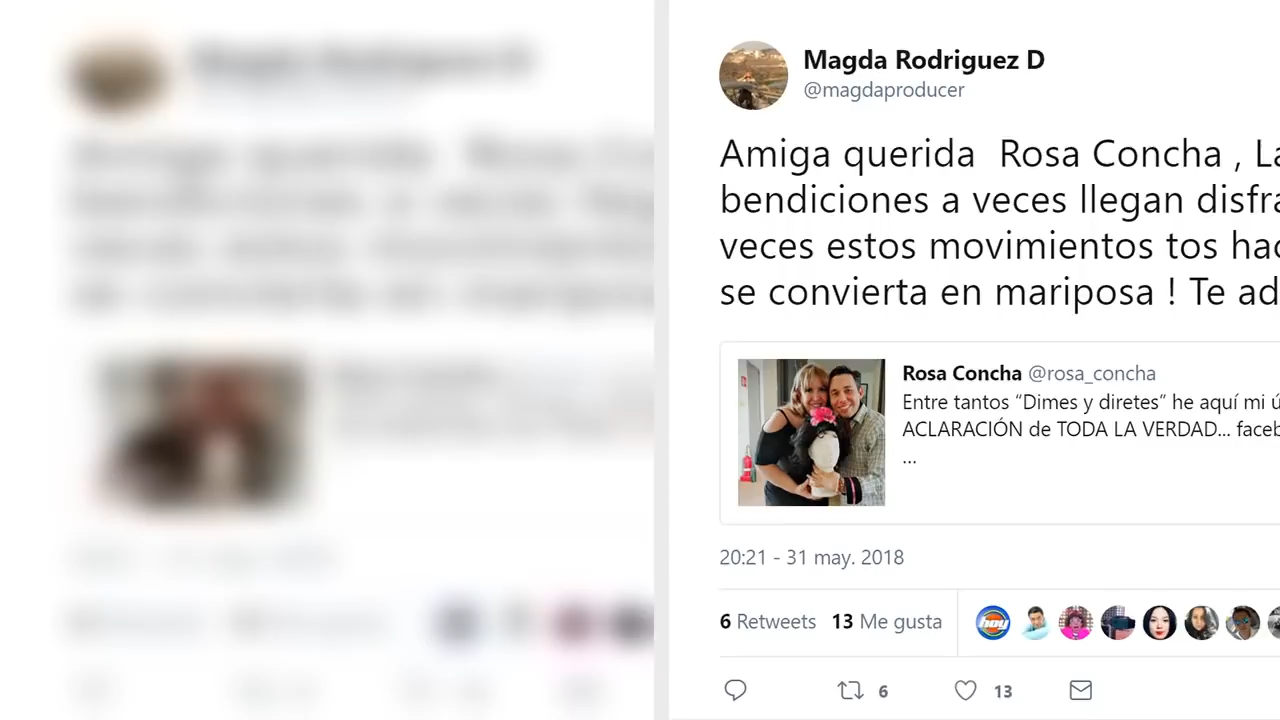 Magda Rodriguez D
@magdaproducer
Amiga querida Rosa Concha , La
bendiciones a veces llegan disfra
veces estos movimientos tos hac
se convierta en mariposa ! Te ad
Rosa Concha @rosa_concha
Entre tantos “Dimes y diretes” he aquí mi ú
ACLARACIÓN de TODA LA VERDAD... faceb
...
20:21 - 31 may. 2018
6 Retweets 13 Me gusta
hoy
6 13